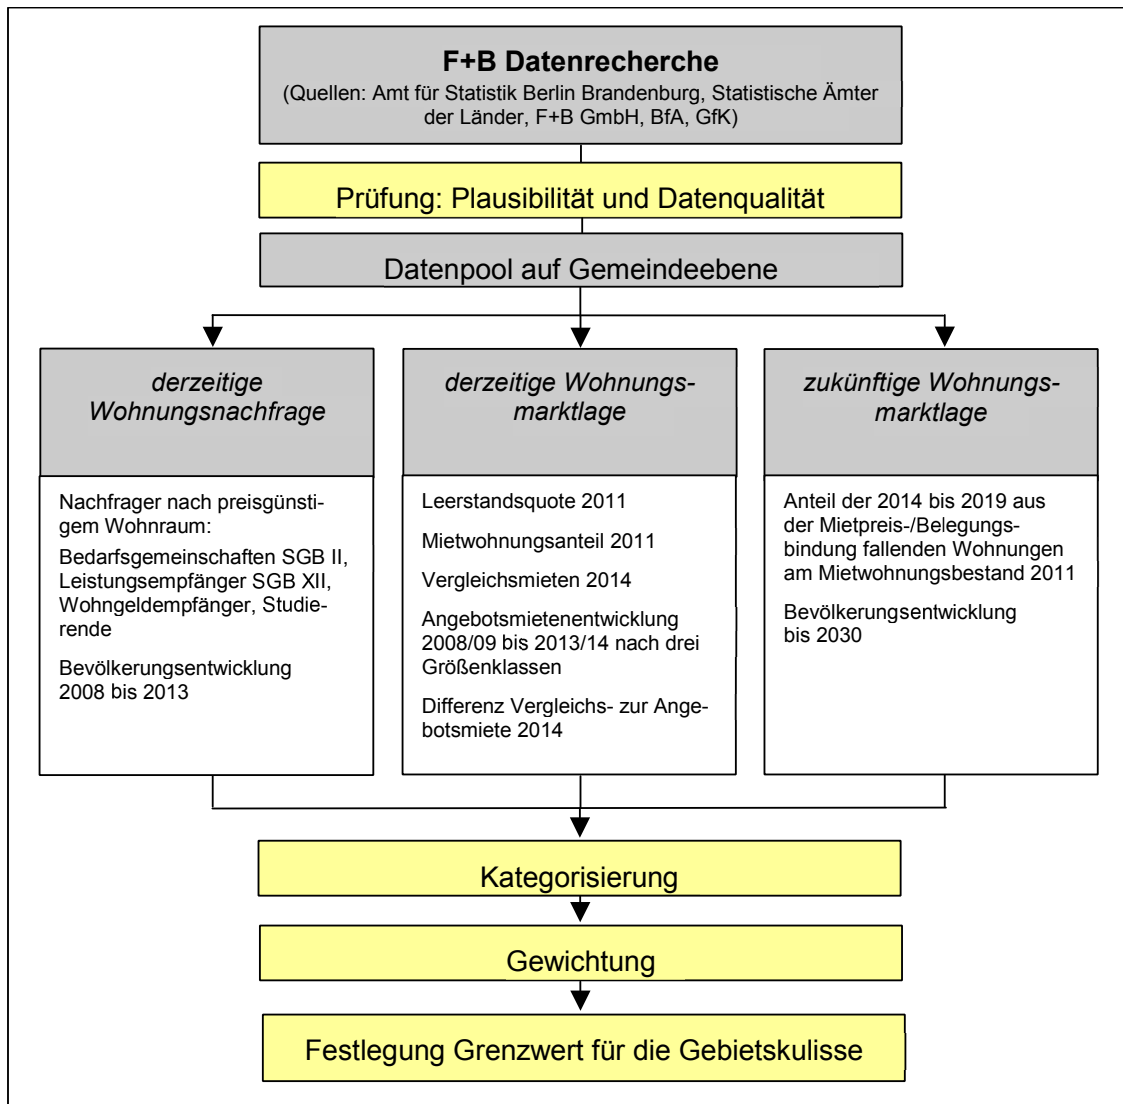 F+B Datenrecherche
(Quellen: Amt für Statistik Berlin Brandenburg, Statistische Ämter
der Länder, F+B GmbH, BfA, GfK)
Prüfung: Plausibilität und Datenqualität
Datenpool auf Gemeindeebene
derzeitige
Wohnungsnachfrage
Nachfrager nach preisgünsti-
gem Wohnraum:
Bedarfsgemeinschaften SGB II,
Leistungsempfänger SGB XII,
Wohngeldempfänger, Studie-
rende
Bevölkerungsentwicklung
2008 bis 2013
derzeitige Wohnungs-
marktlage
Leerstandsquote 2011
Mietwohnungsanteil 2011
Vergleichsmieten 2014
Angebotsmietenentwicklung
2008/09 bis 2013/14 nach drei
Größenklassen
Differenz Vergleichs- zur Ange-
botsmiete 2014
zukünftige Wohnungs-
marktlage
Anteil der 2014 bis 2019 aus
der Mietpreis-/Belegungs-
bindung fallenden Wohnungen
am Mietwohnungsbestand 2011
Bevölkerungsentwicklung
bis 2030
Kategorisierung
Gewichtung
Festlegung Grenzwert für die Gebietskulisse